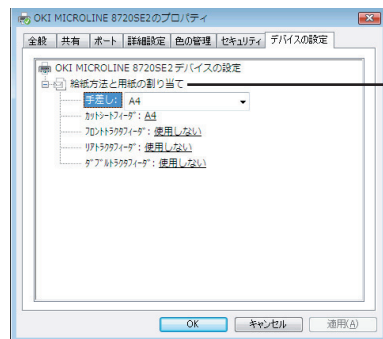 OKI MICROLINE 8720SE2のプロパティ
全般 共有 ポート 詳細設定 色の管理 セキュリティ デバイスの設定
OKI MICROLINE 8720SE2 デバイスの設定
給紙方法と用紙の割り当て
手差し: A4
ｶｯﾄｼｰﾄﾌｨｰﾀﾞ: A4
ﾌﾛﾝﾄﾄﾗｸﾀﾌｨｰﾀﾞ: 使用しない
ﾘｱﾄﾗｸﾀﾌｨｰﾀﾞ: 使用しない
ﾀﾞﾌﾞﾙﾄﾗｸﾀﾌｨｰﾀﾞ: 使用しない
OK キャンセル 適用(A)